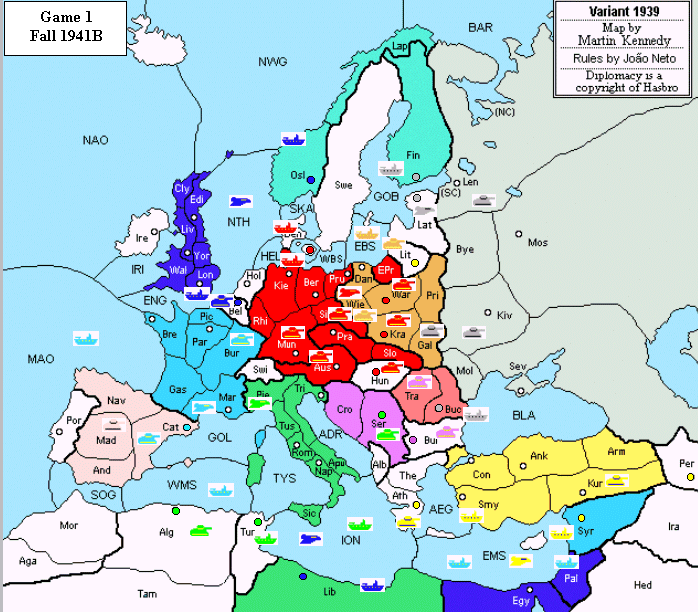 Game 1
Fall 1941B
Variant 1939
Map by
Martin Kennedy
Rules by João Neto
Diplomacy is a
copyright of Hasbro
BAR
NWG
Lap
(NC)
NAO
Fin
Osl
Swe
GOB
Len
(SC)
Cly
Edi
NTH
SKA
Lat
Den
Mos
Ire
Liv
Bye
EBS
Lit
Yor
HEL
WBS
IRI
Wal
Lon
Hol
Dan
EPr
Kie
Ber
Pru
War
Pri
ENG
Bel
Wie
Kiv
Pic
Rhi
Si
Bre
Par
Pra
Kra
Gal
MAO
Bur
Mun
Slo
Swi
Aus
Hun
Mol
Sev
Gas
Mar
Pie
Tri
Tra
Nav
Cro
Buc
BLA
Por
Cat
Tus
Ser
Mad
GOL
ADR
Bul
Ank
Arm
Rom
Con
And
Apu
Alb
The
Per
Nap
TYS
Kur
SOG
WMS
Ath
Smy
AEG
Mor
Sic
Syr
Alg
Tur
ION
Ira
Aga
EMS
Pal
Tam
Lib
Egy
Hed